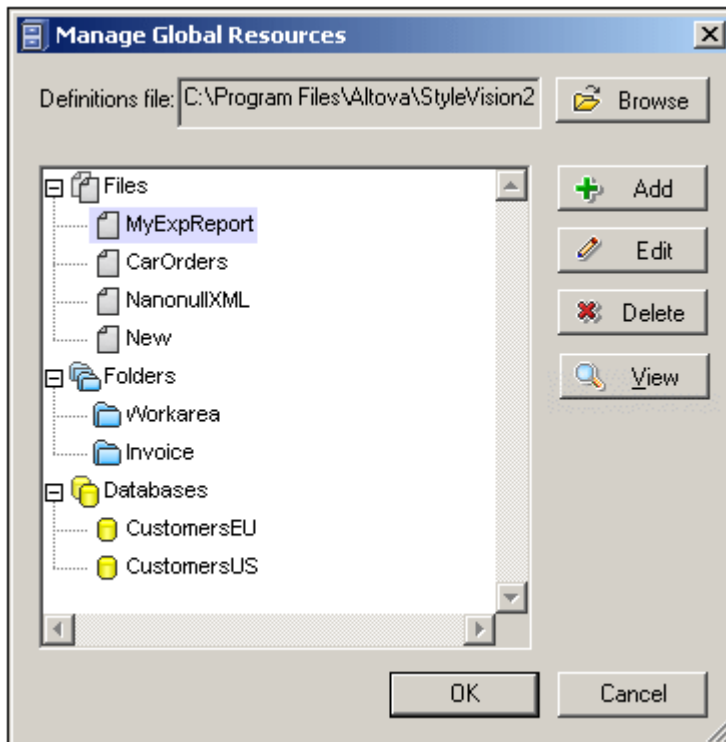 Manage Global Resources
Definitions file: C:\Program Files\Altova\StyleVision2 Browse
Files
MyExpReport
CarOrders
NanonullXML
New
Folders
Workarea
Invoice
Databases
CustomersEU
CustomersUS
Add
Edit
Delete
View
OK Cancel